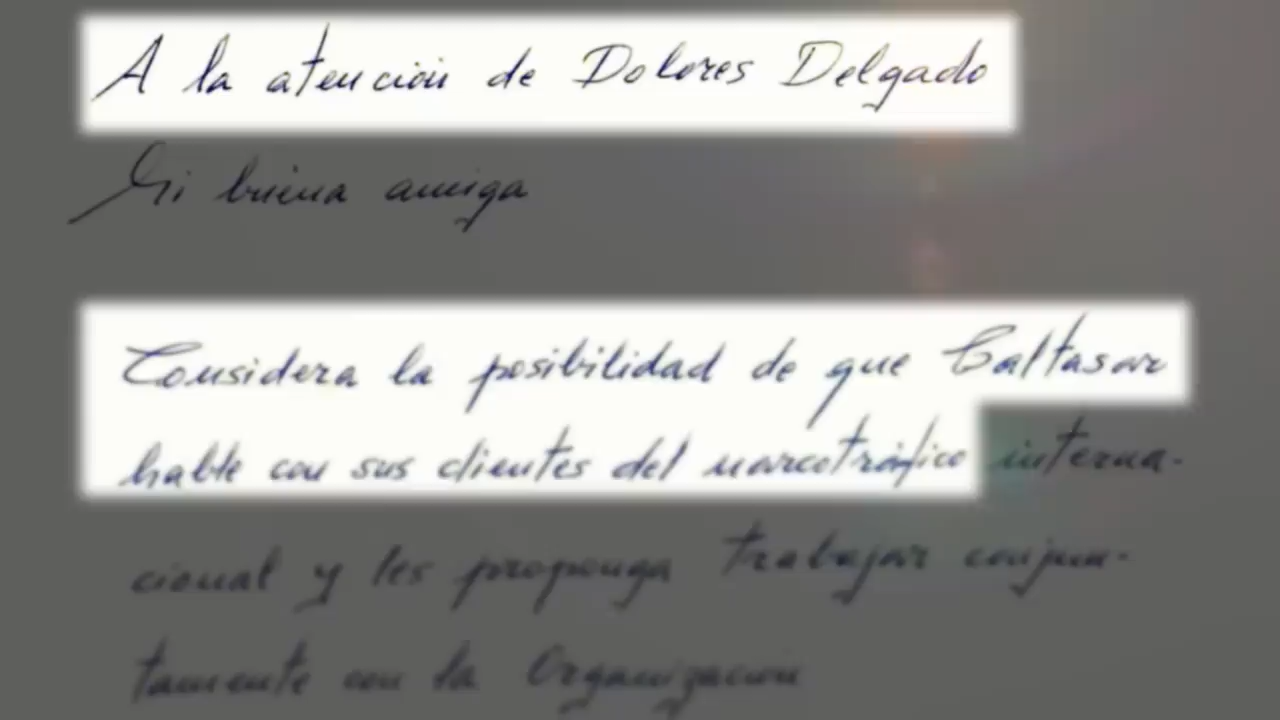 A la atención de Dolores Delgado
Mi buena amiga
Considera la posibilidad de que Baltasar
hable con sus clientes del narcotráfico interna-
cional y les proponga trabajar conjun-
tamente con la Organización